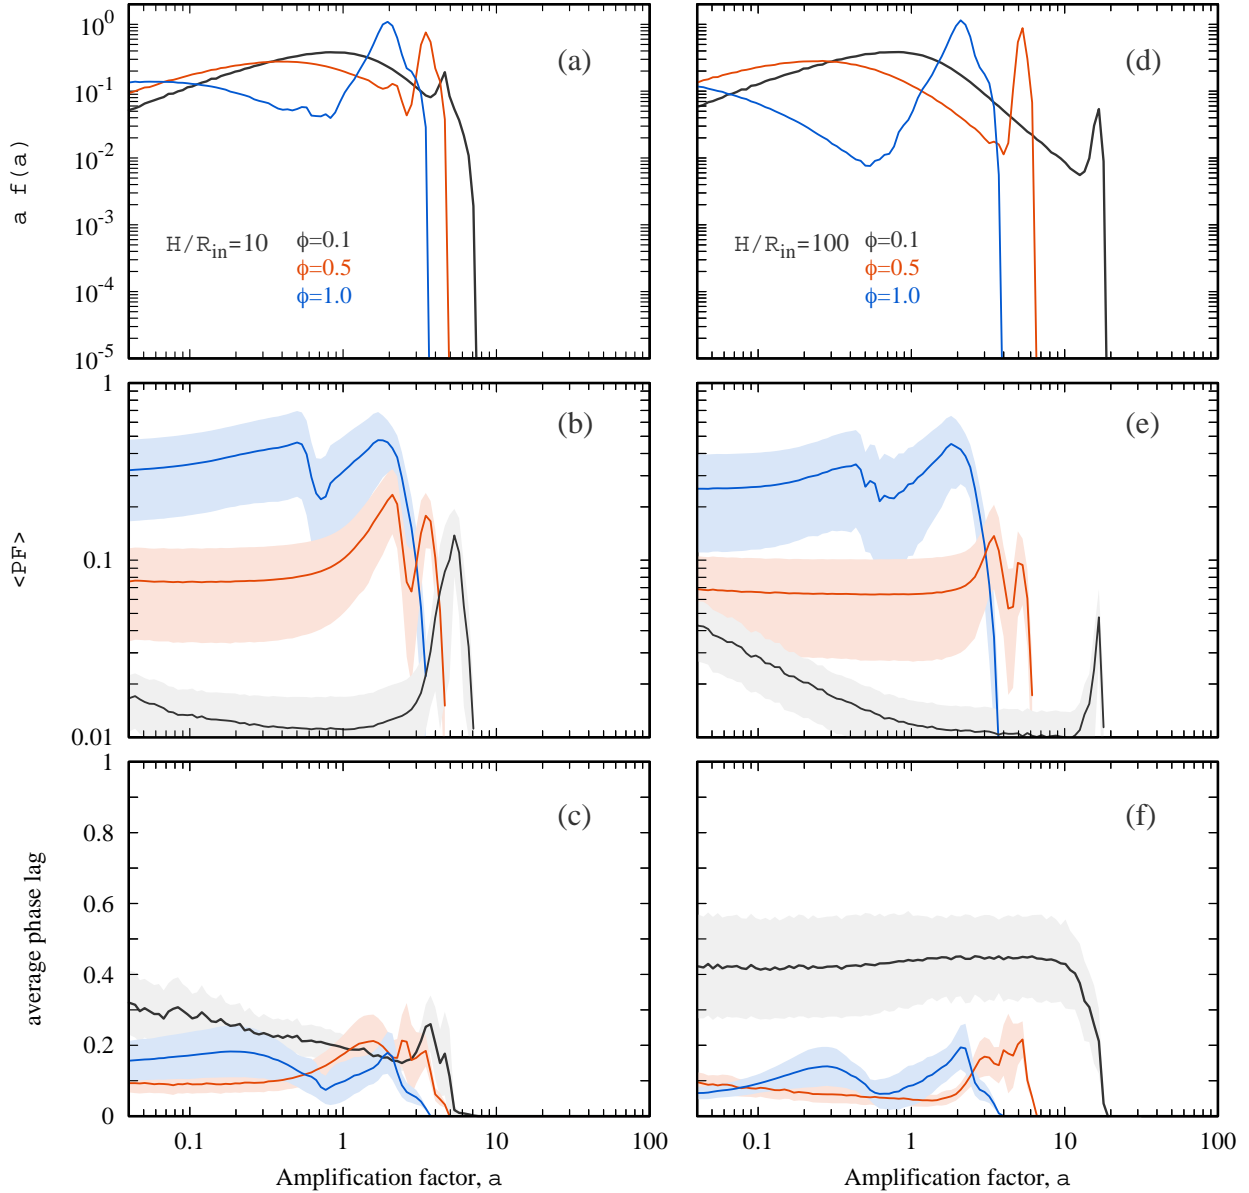 10^0
10^-1
10^-2
10^-3
10^-4
10^-5
a f(a)
(a)
H/R_in=10
ϕ=0.1
ϕ=0.5
ϕ=1.0
(d)
H/R_in=100
ϕ=0.1
ϕ=0.5
ϕ=1.0
1
0.1
0.01
<PF>
(b)
(e)
1
0.8
0.6
0.4
0.2
0
average phase lag
(c)
(f)
0.1 1 10 100
0.1 1 10 100
Amplification factor, a
Amplification factor, a